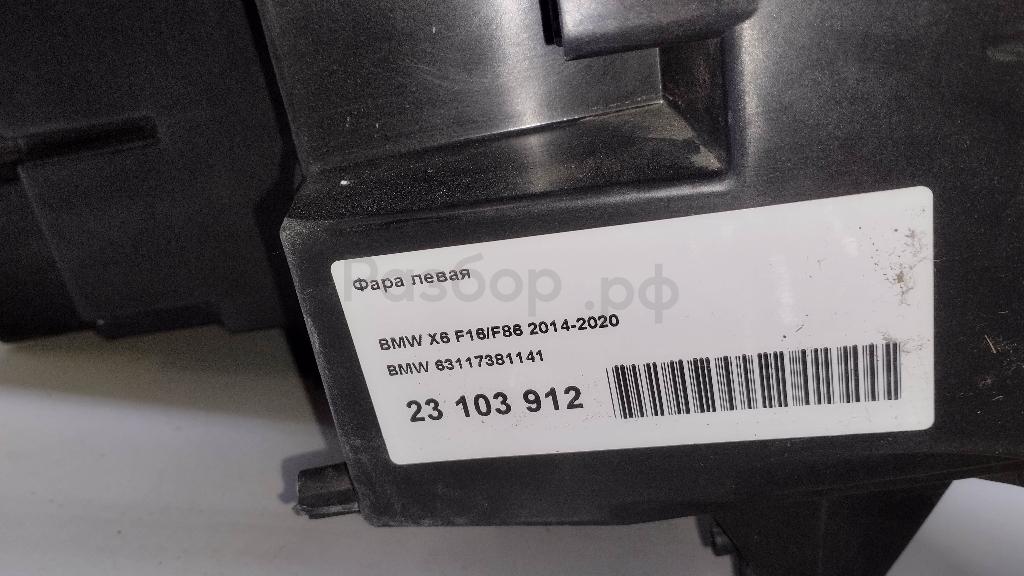 Фара левая
Разбор.рф
BMW X6 F16/F86 2014-2020
BMW 63117381141
23 103 912